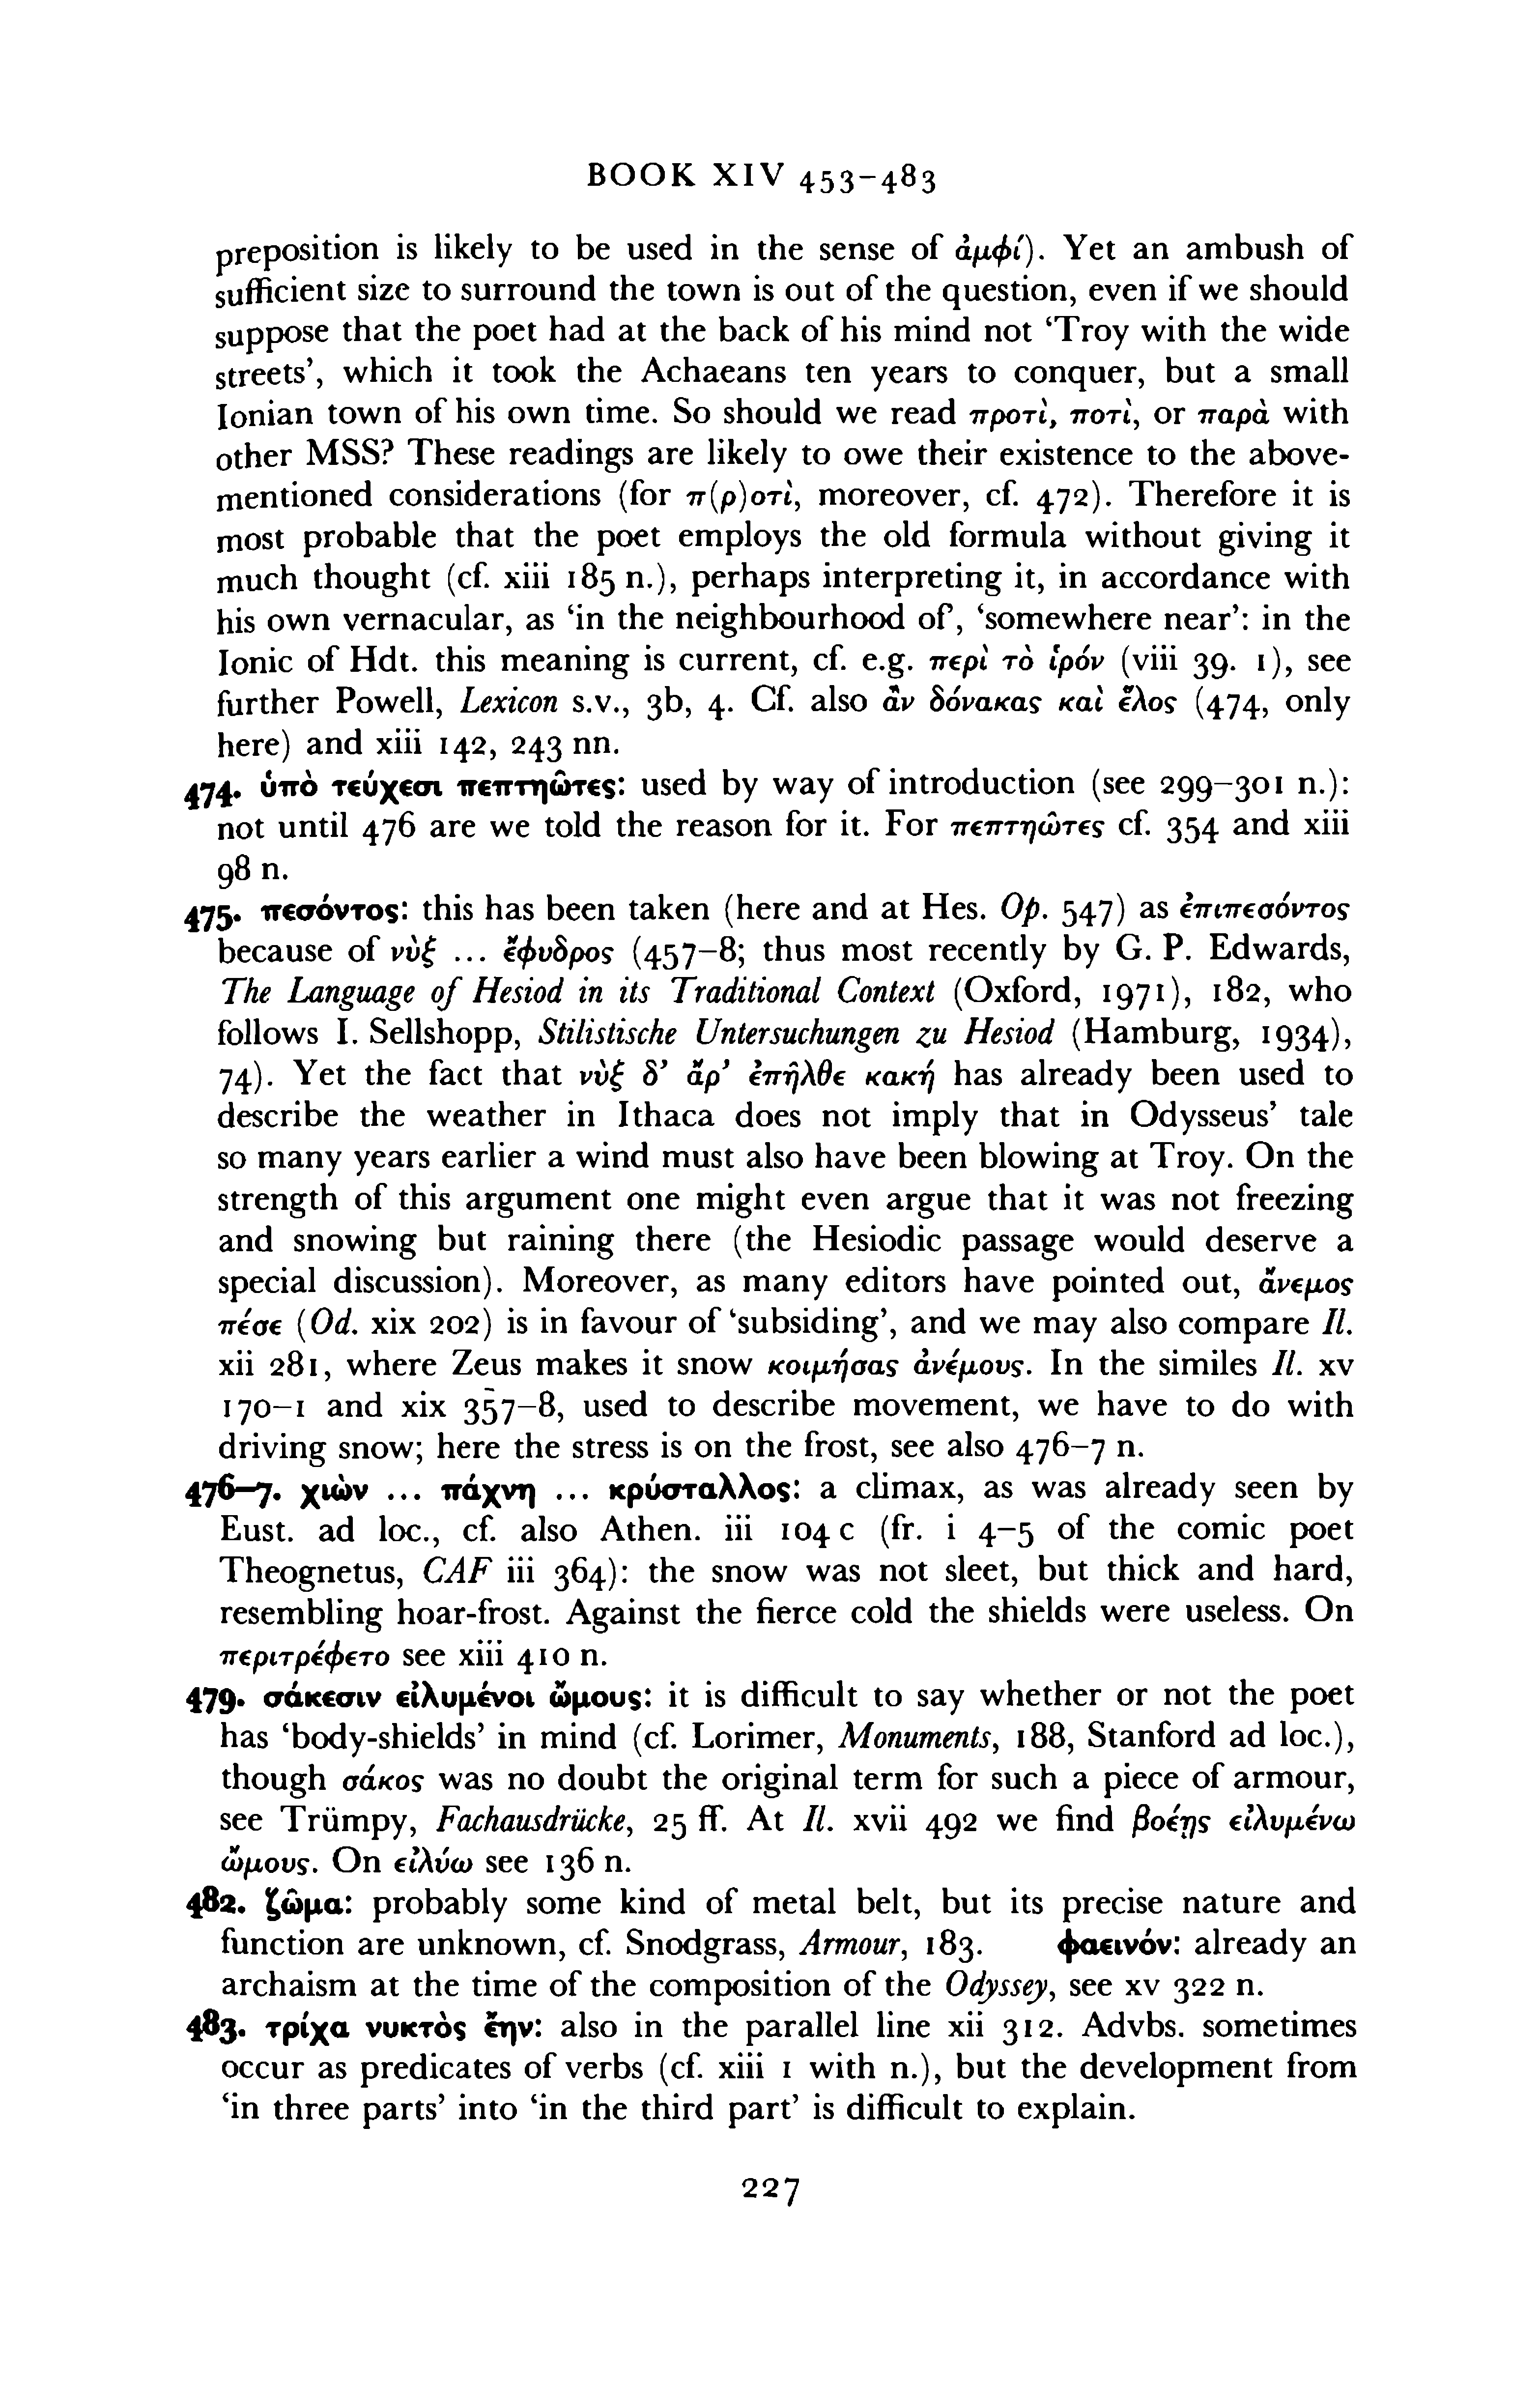 BOOK XIV 453–483
preposition is likely to be used in the sense of ἀμφί). Yet an ambush of
sufficient size to surround the town is out of the question, even if we should
suppose that the poet had at the back of his mind not ‘Troy with the wide
streets’, which it took the Achaeans ten years to conquer, but a small
Ionian town of his own time. So should we read προτὶ, ποτὶ, or παρὰ with
other MSS? These readings are likely to owe their existence to the above-
mentioned considerations (for π(ρ)οτὶ, moreover, cf. 472). Therefore it is
most probable that the poet employs the old formula without giving it
much thought (cf. xiii 185 n.), perhaps interpreting it, in accordance with
his own vernacular, as ‘in the neighbourhood of’, ‘somewhere near’: in the
Ionic of Hdt. this meaning is current, cf. e.g. περὶ τὸ ἱρόν (viii 39. 1), see
further Powell, Lexicon s.v., 3b, 4. Cf. also ἂν δόνακας καὶ ἕλος (474, only
here) and xiii 142, 243 nn.
474. ὑπὸ τεύχεσι πεπτηῶτες: used by way of introduction (see 299–301 n.):
not until 476 are we told the reason for it. For πεπτηῶτες cf. 354 and xiii
98 n.
475. πεσόντος: this has been taken (here and at Hes. Op. 547) as ἐπιπεσόντος
because of νὺξ ... ἔφυδρος (457–8; thus most recently by G. P. Edwards,
The Language of Hesiod in its Traditional Context (Oxford, 1971), 182, who
follows I. Sellshopp, Stilistische Untersuchungen zu Hesiod (Hamburg, 1934),
74). Yet the fact that νὺξ δ’ ἄρ’ ἐπῆλθε κακή has already been used to
describe the weather in Ithaca does not imply that in Odysseus’ tale
so many years earlier a wind must also have been blowing at Troy. On the
strength of this argument one might even argue that it was not freezing
and snowing but raining there (the Hesiodic passage would deserve a
special discussion). Moreover, as many editors have pointed out, ἄνεμος
πέσε (Od. xix 202) is in favour of ‘subsiding’, and we may also compare Il.
xii 281, where Zeus makes it snow κοιμήσας ἀνέμους. In the similes Il. xv
170–1 and xix 357–8, used to describe movement, we have to do with
driving snow; here the stress is on the frost, see also 476–7 n.
476–7. χιὼν ... πάχνη ... κρύσταλλος: a climax, as was already seen by
Eust. ad loc., cf. also Athen. iii 104 c (fr. i 4–5 of the comic poet
Theognetus, CAF iii 364): the snow was not sleet, but thick and hard,
resembling hoar-frost. Against the fierce cold the shields were useless. On
περιτρέφετο see xiii 410 n.
479. σάκεσιν εἰλυμένοι ὤμους: it is difficult to say whether or not the poet
has ‘body-shields’ in mind (cf. Lorimer, Monuments, 188, Stanford ad loc.),
though σάκος was no doubt the original term for such a piece of armour,
see Trümpy, Fachausdrücke, 25 ff. At Il. xvii 492 we find βοέῃς εἰλυμένω
ὤμους. On εἰλύω see 136 n.
482. ζῶμα: probably some kind of metal belt, but its precise nature and
function are unknown, cf. Snodgrass, Armour, 183. φαεινόν: already an
archaism at the time of the composition of the Odyssey, see xv 322 n.
483. τρίχα νυκτὸς ἔην: also in the parallel line xii 312. Advbs. sometimes
occur as predicates of verbs (cf. xiii 1 with n.), but the development from
‘in three parts’ into ‘in the third part’ is difficult to explain.
227